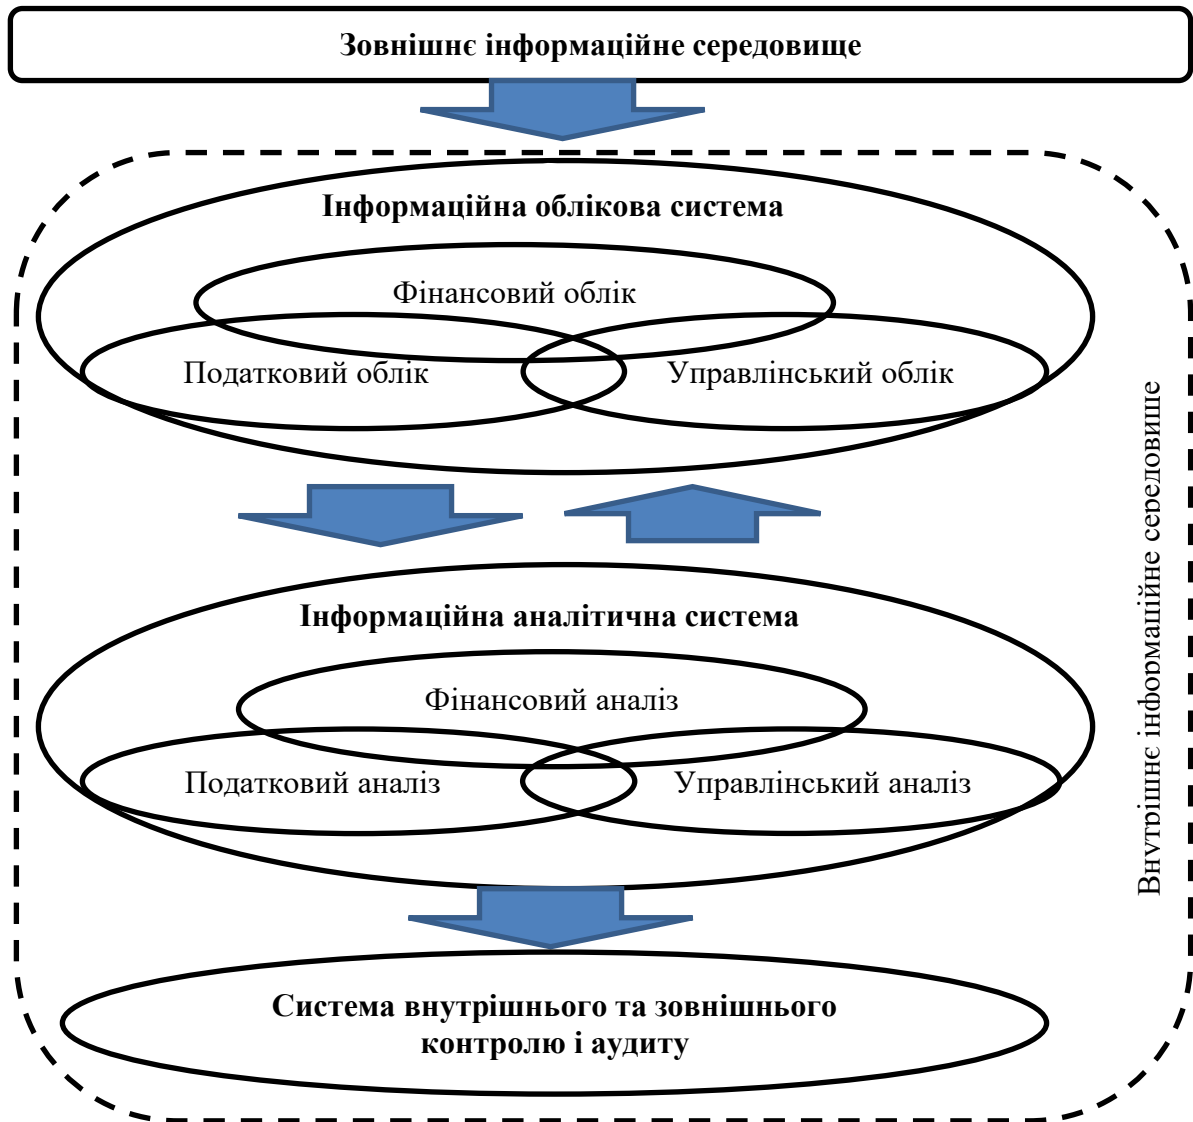 Зовнішнє інформаційне середовище
Інформаційна облікова система
Фінансовий облік
Податковий облік
Управлінський облік
Внутрішнє інформаційне середовище
Інформаційна аналітична система
Фінансовий аналіз
Податковий аналіз
Управлінський аналіз
Система внутрішнього та зовнішнього
контролю і аудиту